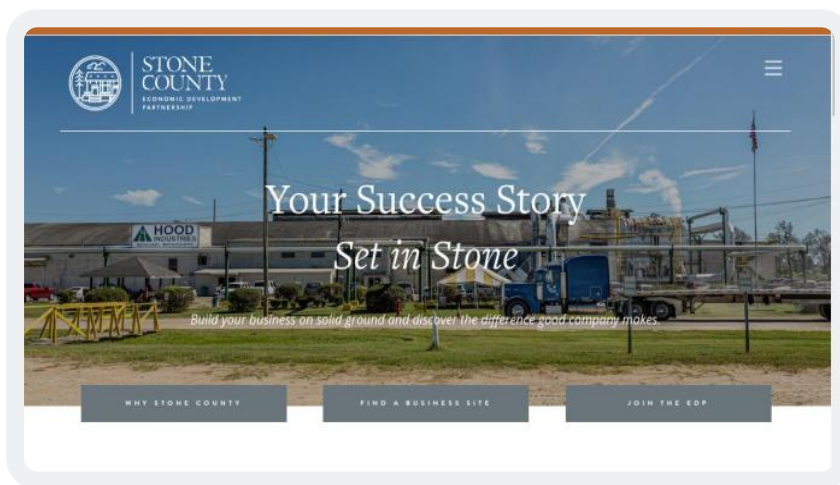 STONE
COUNTY
ECONOMIC DEVELOPMENT
PARTNERSHIP
Your Success Story
HOOD
INDUSTRIES
Set in Stone
Build your business on solid ground and discover the difference good company makes.
WHY STONE COUNTY
FIND A BUSINESS SITE
JOIN THE EDP